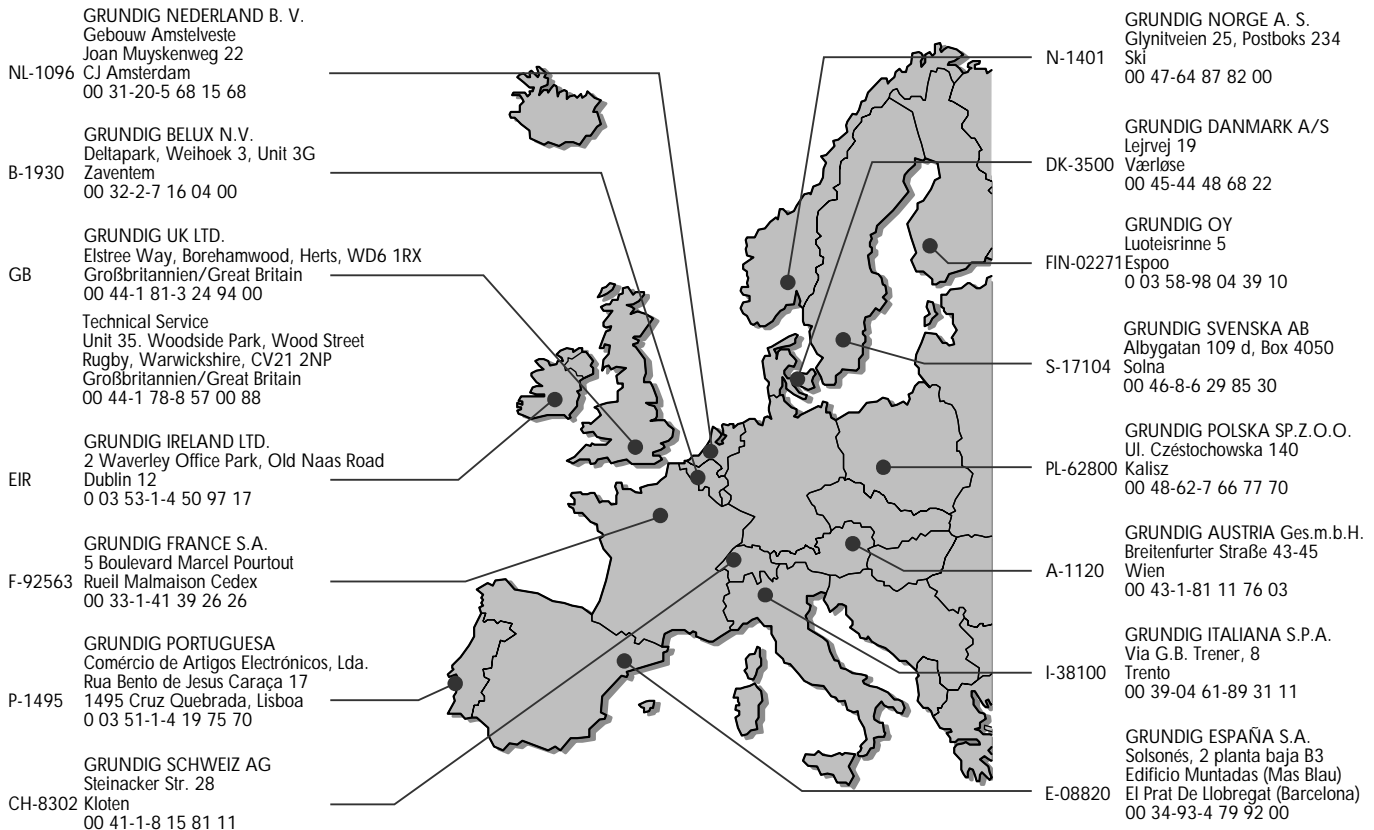 GRUNDIG NEDERLAND B. V.
Gebouw Amstelveste
Joan Muyskenweg 22
NL-1096 CJ Amsterdam
00 31-20-5 68 15 68
GRUNDIG BELUX N.V.
Deltapark, Weihoek 3, Unit 3G
B-1930 Zaventem
00 32-2-7 16 04 00
GRUNDIG UK LTD.
Elstree Way, Borehamwood, Herts, WD6 1RX
GB Großbritannien/Great Britain
00 44-1 81-3 24 94 00
Technical Service
Unit 35. Woodside Park, Wood Street
Rugby, Warwickshire, CV21 2NP
Großbritannien/Great Britain
00 44-1 78-8 57 00 88
GRUNDIG IRELAND LTD.
2 Waverley Office Park, Old Naas Road
EIR Dublin 12
0 03 53-1-4 50 97 17
GRUNDIG FRANCE S.A.
5 Boulevard Marcel Pourtout
F-92563 Rueil Malmaison Cedex
00 33-1-41 39 26 26
GRUNDIG PORTUGUESA
Comércio de Artigos Electrónicos, Lda.
Rua Bento de Jesus Caraça 17
P-1495 1495 Cruz Quebrada, Lisboa
0 03 51-1-4 19 75 70
GRUNDIG SCHWEIZ AG
Steinacker Str. 28
CH-8302 Kloten
00 41-1-8 15 81 11
GRUNDIG NORGE A. S.
Glynitveien 25, Postboks 234
N-1401 Ski
00 47-64 87 82 00
GRUNDIG DANMARK A/S
Lejrvej 19
DK-3500 Værløse
00 45-44 48 68 22
GRUNDIG OY
Luoteisrinne 5
FIN-02271 Espoo
0 03 58-98 04 39 10
GRUNDIG SVENSKA AB
Albygatan 109 d, Box 4050
S-17104 Solna
00 46-8-6 29 85 30
GRUNDIG POLSKA SP.Z.O.O.
Ul. Czéstochowska 140
PL-62800 Kalisz
00 48-62-7 66 77 70
GRUNDIG AUSTRIA Ges.m.b.H.
Breitenfurter Straße 43-45
A-1120 Wien
00 43-1-81 11 76 03
GRUNDIG ITALIANA S.P.A.
Via G.B. Trener, 8
I-38100 Trento
00 39-04 61-89 31 11
GRUNDIG ESPAÑA S.A.
Solsonés, 2 planta baja B3
Edificio Muntadas (Mas Blau)
E-08820 El Prat De Llobregat (Barcelona)
00 34-93-4 79 92 00